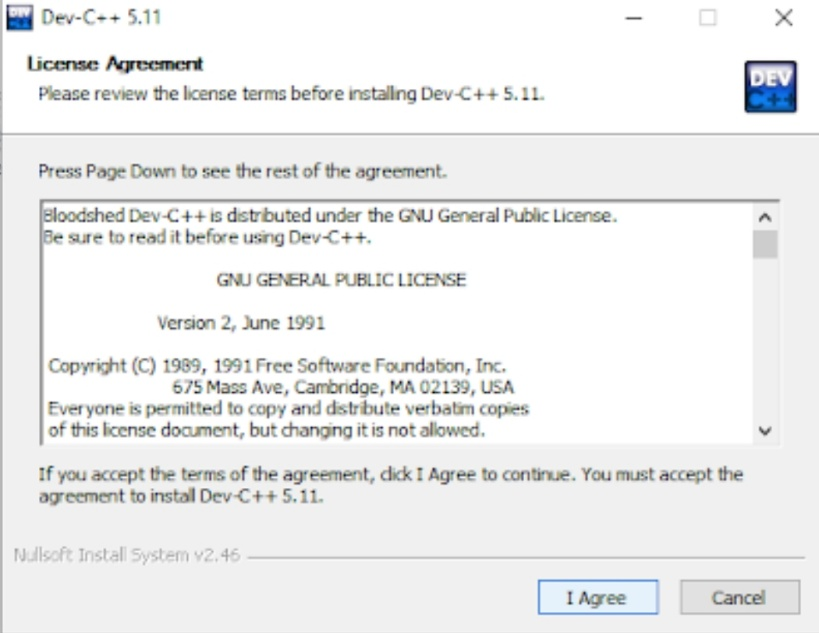 Dev-C++ 5.11
License Agreement
Please review the license terms before installing Dev-C++ 5.11.
DEV
C++
Press Page Down to see the rest of the agreement.
Bloodshed Dev-C++ is distributed under the GNU General Public License.
Be sure to read it before using Dev-C++.
GNU GENERAL PUBLIC LICENSE
Version 2, June 1991
Copyright (C) 1989, 1991 Free Software Foundation, Inc.
675 Mass Ave, Cambridge, MA 02139, USA
Everyone is permitted to copy and distribute verbatim copies
of this license document, but changing it is not allowed.
If you accept the terms of the agreement, click I Agree to continue. You must accept the
agreement to install Dev-C++ 5.11.
Nullsoft Install System v2.46
I Agree
Cancel